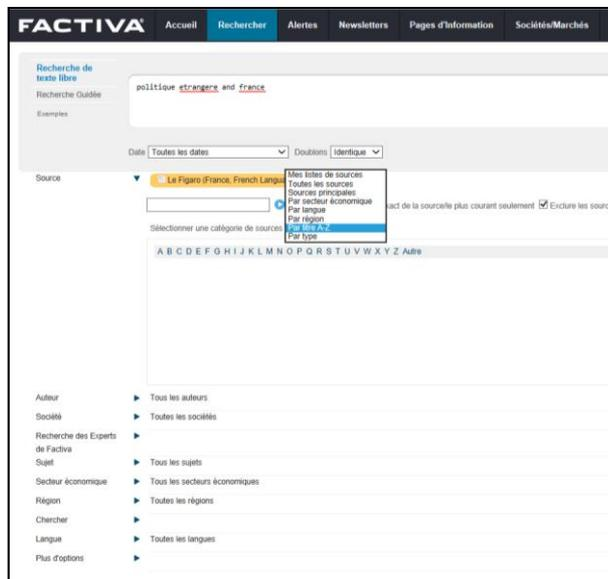 FACTIVA Accueil Rechercher Alertes Newsletters Pages d'Information Sociétés/Marchés
Recherche de
texte libre
Recherche Guidée
Exemples
politique etrangere and france
Date Toutes les dates Doublons Identique
Source Le Figaro (France, French Langu
Mes listes de sources
Toutes les sources
Sources principales
Par secteur économique
Par langue
Par région
Par titre A-Z
Par type
xact de la source/le plus courant seulement Exclure les sourc
Sélectionner une catégorie de sources
A B C D E F G H I J K L M N O P Q R S T U V W X Y Z Autre
Auteur Tous les auteurs
Société Toutes les sociétés
Recherche des Experts
de Factiva
Sujet Tous les sujets
Secteur économique Tous les secteurs économiques
Région Toutes les régions
Chercher
Langue Toutes les langues
Plus d'options